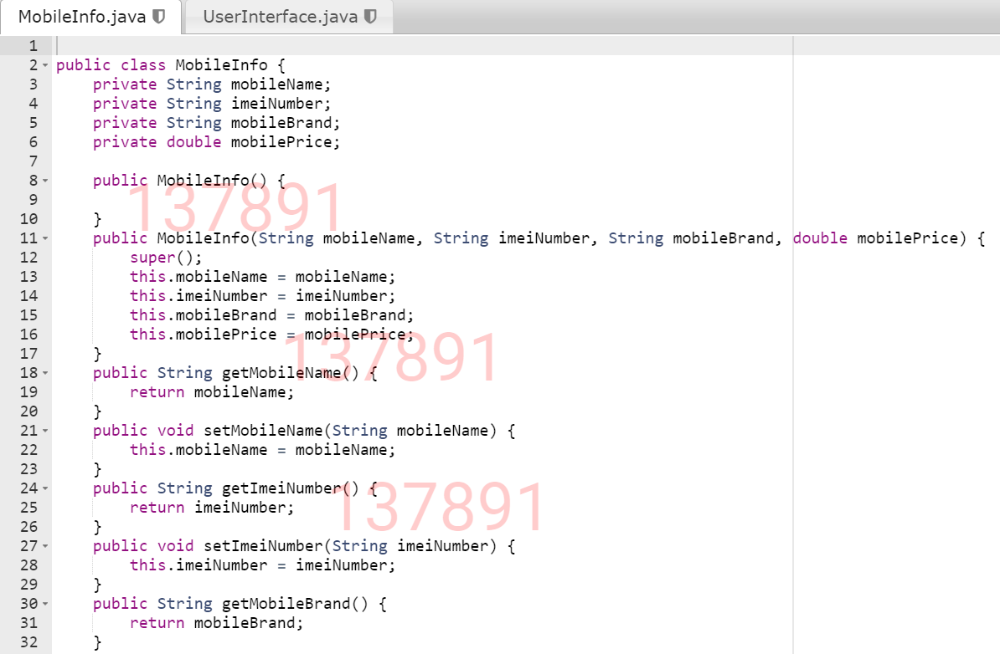 MobileInfo.java UserInterface.java
1
2 public class MobileInfo {
3 private String mobileName;
4 private String imeiNumber;
5 private String mobileBrand;
6 private double mobilePrice;
7
8 public MobileInfo() {
137891
9
10 }
11 public MobileInfo(String mobileName, String imeiNumber, String mobileBrand, double mobilePrice) {
12 super();
13 this.mobileName = mobileName;
14 this.imeiNumber = imeiNumber;
15 this.mobileBrand = mobileBrand;
16 this.mobilePrice = mobilePrice;
137891
17 }
18 public String getMobileName() {
19 return mobileName;
20 }
21 public void setMobileName(String mobileName) {
22 this.mobileName = mobileName;
23 }
24 public String getImeiNumber() {
137891
25 return imeiNumber;
26 }
27 public void setImeiNumber(String imeiNumber) {
28 this.imeiNumber = imeiNumber;
29 }
30 public String getMobileBrand() {
31 return mobileBrand;
32 }